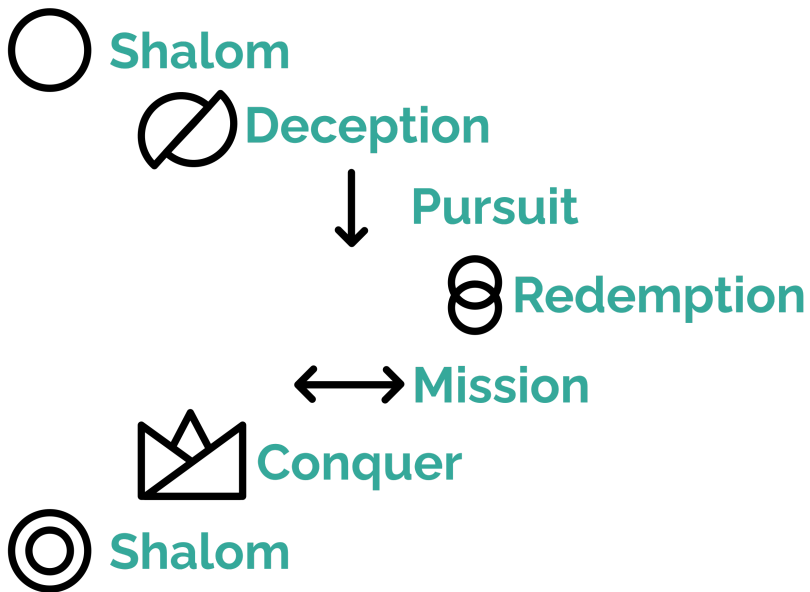 Shalom
Deception
Pursuit
Redemption
Mission
Conquer
Shalom